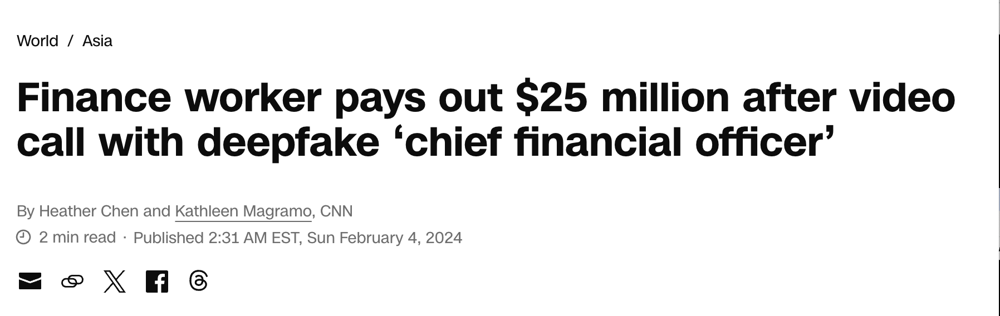 World / Asia
Finance worker pays out $25 million after video
call with deepfake ‘chief financial officer’
By Heather Chen and Kathleen Magramo, CNN
2 min read · Published 2:31 AM EST, Sun February 4, 2024